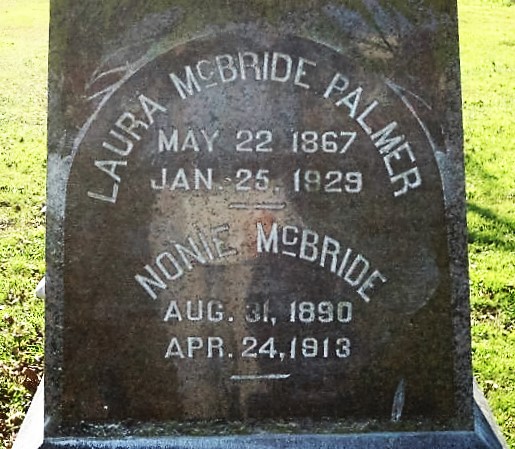 LAURA McBRIDE PALMER
MAY 22 1867
JAN. 25, 1929
NONIE McBRIDE
AUG. 31, 1890
APR. 24, 1913